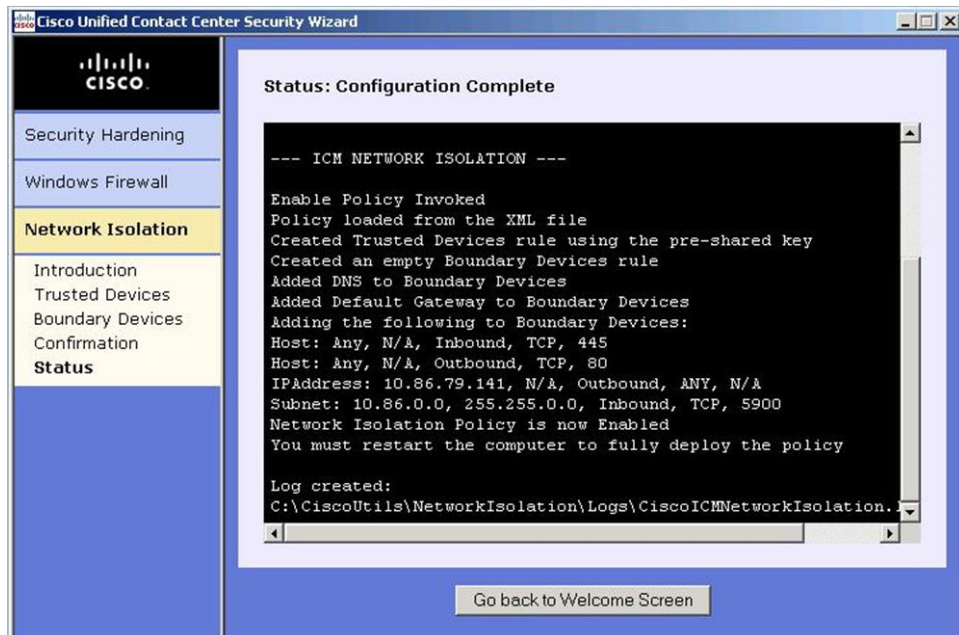 Cisco Unified Contact Center Security Wizard
CISCO
Security Hardening
Windows Firewall
Network Isolation
Introduction
Trusted Devices
Boundary Devices
Confirmation
Status
Status: Configuration Complete
--- ICM NETWORK ISOLATION ---
Enable Policy Invoked
Policy loaded from the XML file
Created Trusted Devices rule using the pre-shared key
Created an empty Boundary Devices rule
Added DNS to Boundary Devices
Added Default Gateway to Boundary Devices
Adding the following to Boundary Devices:
Host: Any, N/A, Inbound, TCP, 445
Host: Any, N/A, Outbound, TCP, 80
IPAddress: 10.86.79.141, N/A, Outbound, ANY, N/A
Subnet: 10.86.0.0, 255.255.0.0, Inbound, TCP, 5900
Network Isolation Policy is now Enabled
You must restart the computer to fully deploy the policy
Log created:
C:\CiscoUtils\NetworkIsolation\Logs\CiscoICMNetworkIsolation.
Go back to Welcome Screen